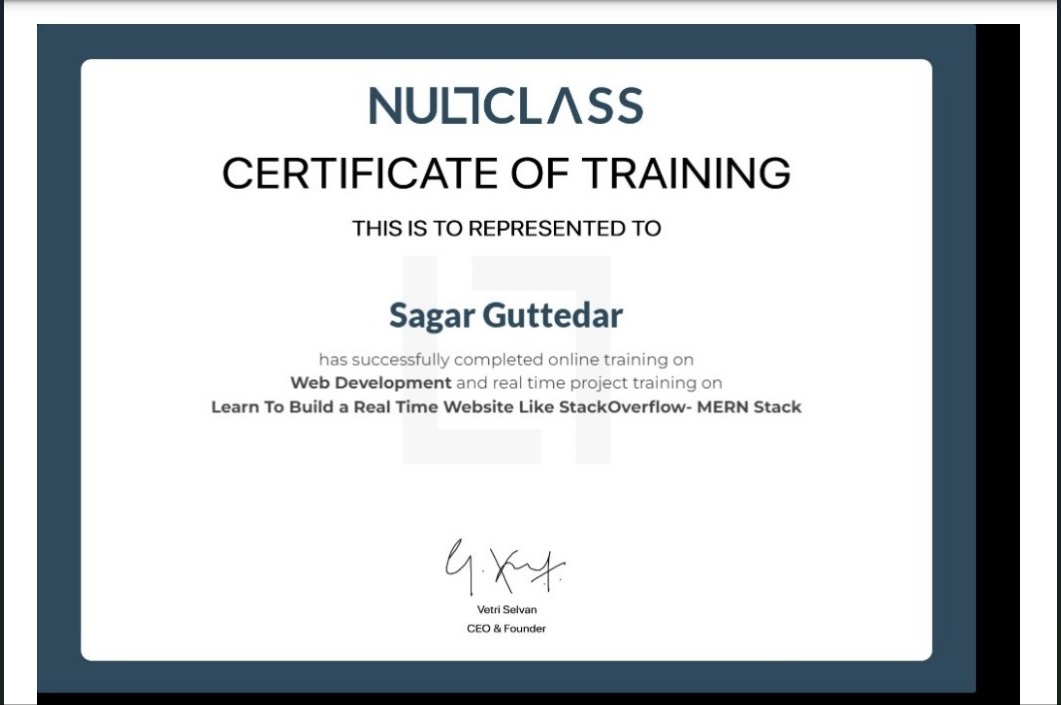 NULLCLASS
CERTIFICATE OF TRAINING
THIS IS TO REPRESENTED TO
Sagar Guttedar
has successfully completed online training on
Web Development and real time project training on
Learn To Build a Real Time Website Like StackOverflow- MERN Stack
Vetri Selvan
CEO & Founder